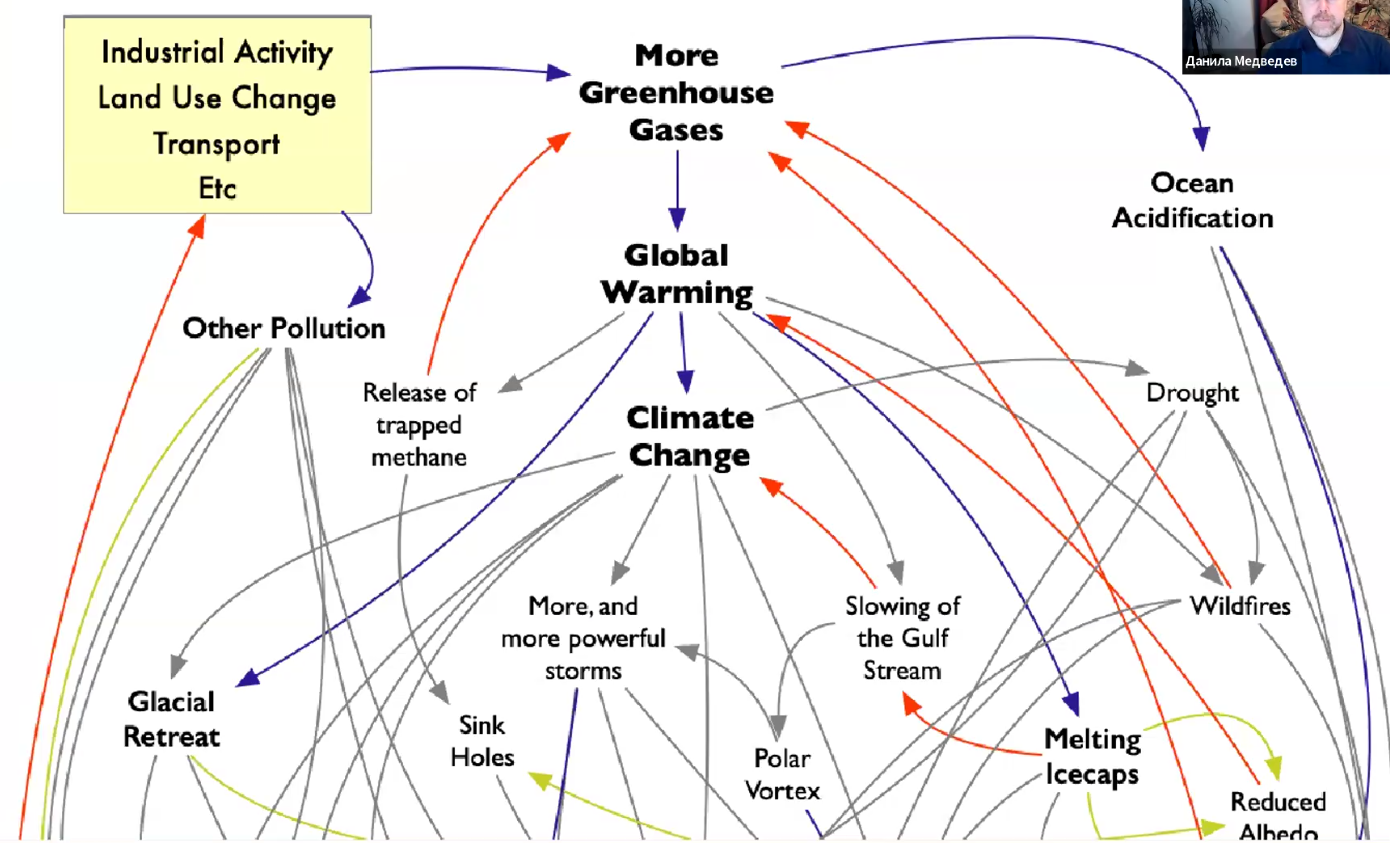 Industrial Activity
Land Use Change
Transport
Etc
More
Greenhouse
Gases
Данила Медведев
Ocean
Acidification
Global
Warming
Other Pollution
Release of
trapped
methane
Climate
Change
Drought
More, and
more powerful
storms
Slowing of
the Gulf
Stream
Wildfires
Glacial
Retreat
Sink
Holes
Polar
Vortex
Melting
Icecaps
Reduced
Albedo